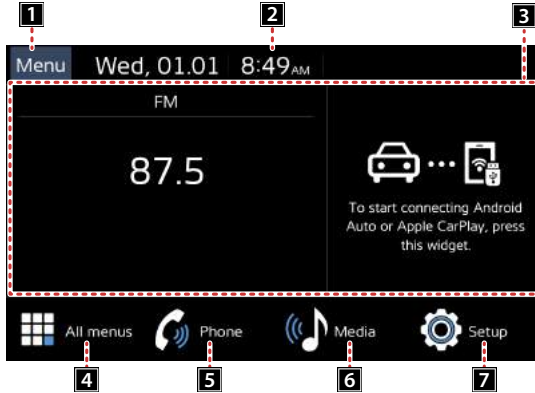 1
2
3
Menu Wed, 01.01 8:49AM
FM
87.5
To start connecting Android
Auto or Apple CarPlay, press
this widget.
All menus
Phone
Media
Setup
4
5
6
7